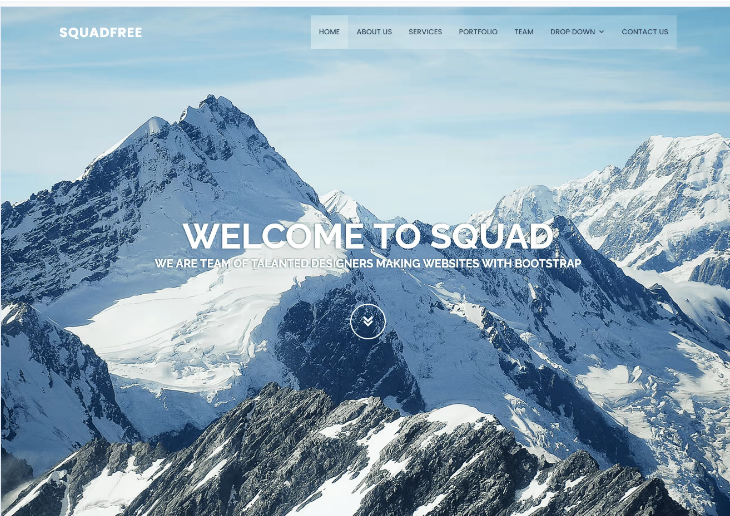 SQUADFREE
HOME ABOUT US SERVICES PORTFOLIO TEAM DROP DOWN CONTACT US
WELCOME TO SQUAD
WE ARE TEAM OF TALANTED DESIGNERS MAKING WEBSITES WITH BOOTSTRAP